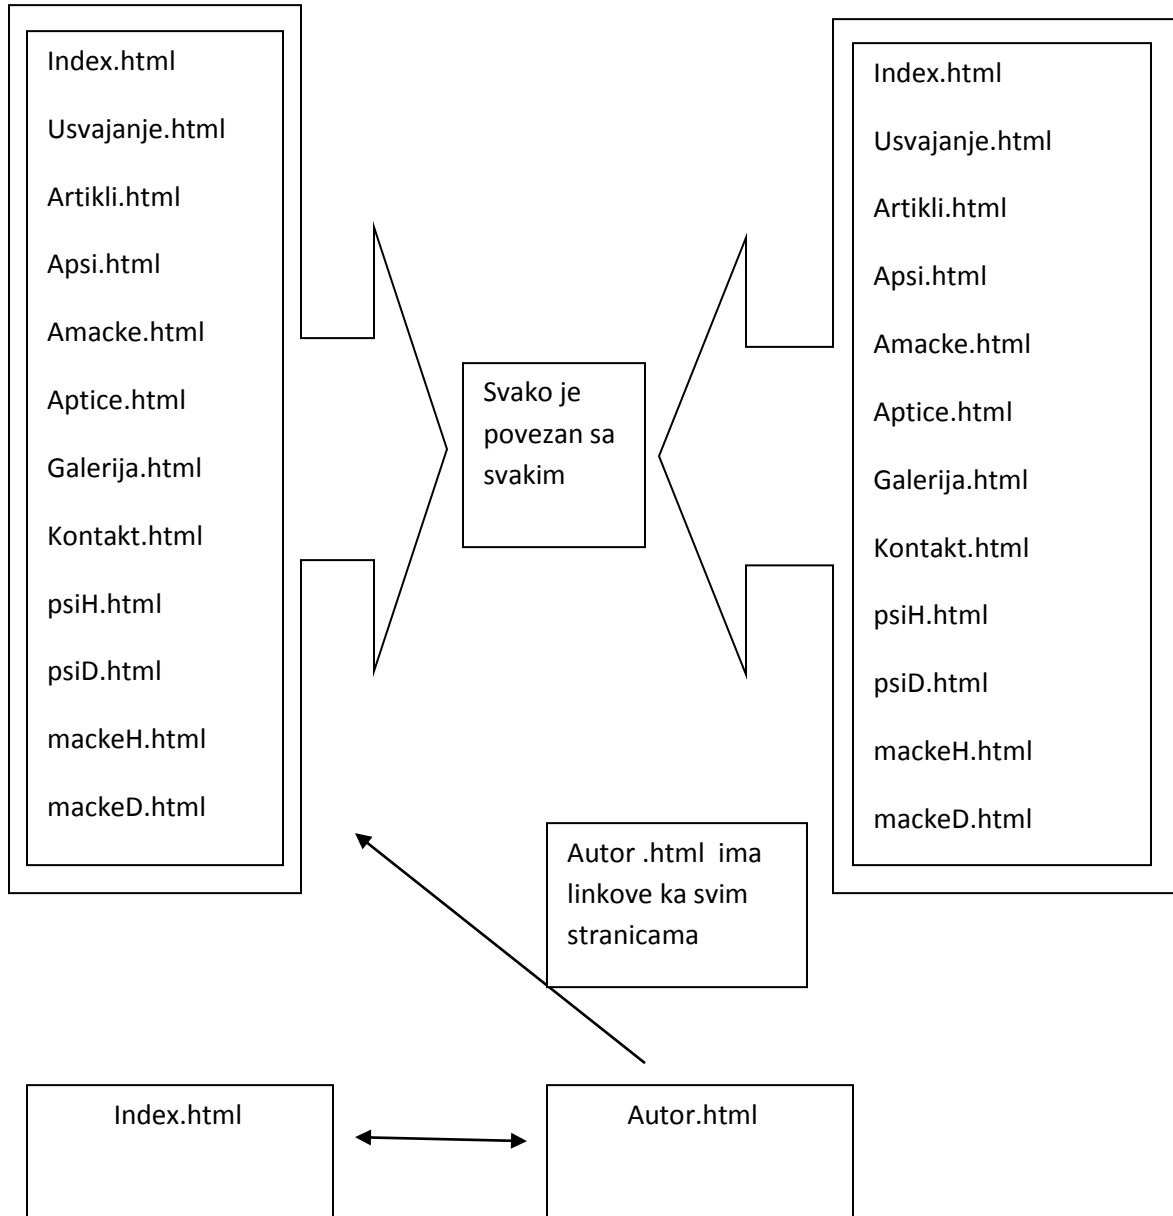 Index.html
Usvajanje.html
Artikli.html
Apsi.html
Amacke.html
Aptice.html
Galerija.html
Kontakt.html
psiH.html
psiD.html
mackeH.html
mackeD.html
Svako je
povezan sa
svakim
Index.html
Usvajanje.html
Artikli.html
Apsi.html
Amacke.html
Aptice.html
Galerija.html
Kontakt.html
psiH.html
psiD.html
mackeH.html
mackeD.html
Autor .html  ima
linkove ka svim
stranicama
Index.html
Autor.html